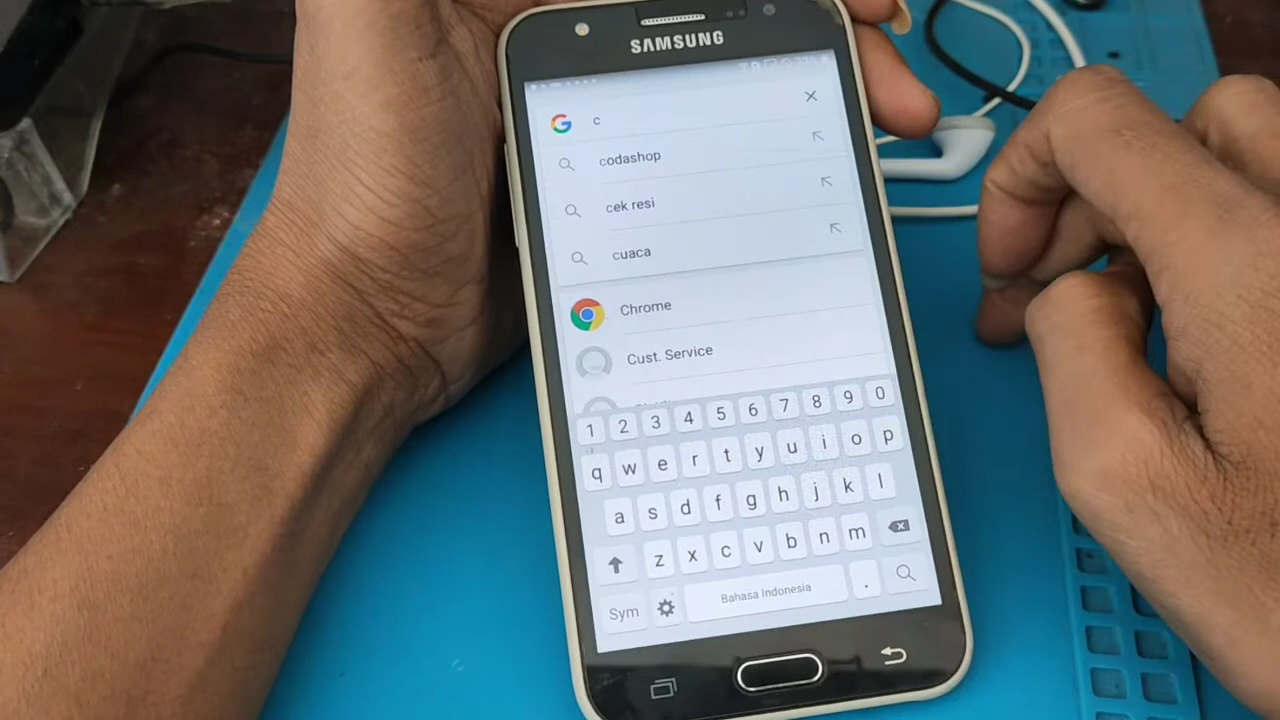 SAMSUNG
c
codashop
cek resi
cuaca
Chrome
Cust. Service
1 2 3 4 5 6 7 8 9 0
q w e r t y u i o p
a s d f g h j k l
z x c v b n m
Sym Bahasa Indonesia .